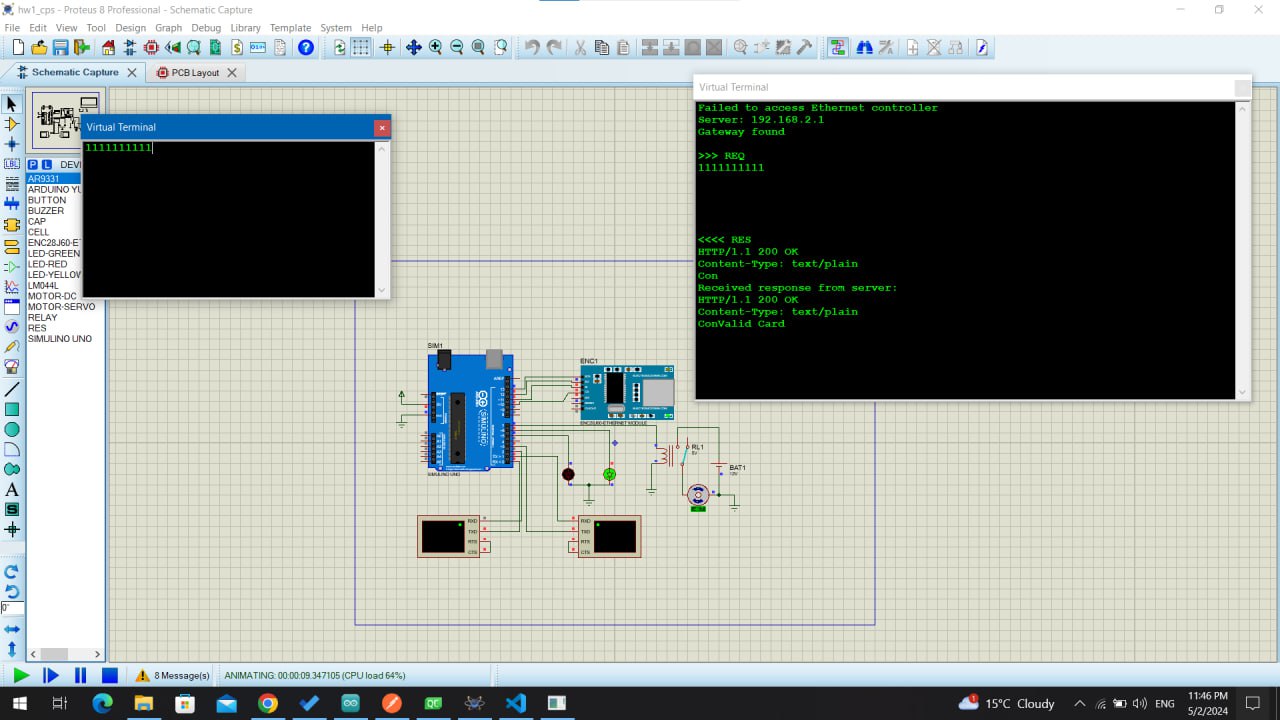 hw1_cps - Proteus 8 Professional - Schematic Capture
File Edit View Tool Design Graph Debug Library Template System Help
Schematic Capture
PCB Layout
Virtual Terminal
1111111111
Virtual Terminal
Failed to access Ethernet controller
Server: 192.168.2.1
Gateway found
>>> REQ
1111111111
<<<< RES
HTTP/1.1 200 OK
Content-Type: text/plain
Con
Received response from server:
HTTP/1.1 200 OK
Content-Type: text/plain
ConValid Card
P L DEVI
AR9331
ARDUINO YU
BUTTON
BUZZER
CAP
CELL
ENC28J60-ET
LED-GREEN
LED-RED
LED-YELLOW
LM044L
MOTOR-DC
MOTOR-SERVO
RELAY
RES
SIMULINO UNO
LBL
A
S
0°
SIM1
AREF
SIMULINO
SIMULINO UNO
ENC1
ENC28J60-ETHERNET MODULE
RL1
5V
BAT1
12V
RXD
TXD
RTS
CTS
RXD
TXD
RTS
CTS
8 Message(s)
ANIMATING: 00:00:09.347105 (CPU load 64%)
15°C Cloudy
ENG
11:46 PM
5/2/2024